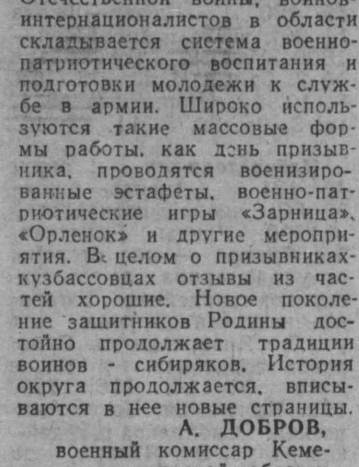 Отечественной войны, воинов-
интернационалистов в области
складывается система военно-
патриотического воспитания и
подготовки молодежи к служ-
бе в армии. Широко исполь-
зуются такие массовые фор-
мы работы, как день призыв-
ника, проводятся военизиро-
ванные эстафеты, военно-пат-
риотические игры «Зарница»,
«Орленок» и другие меропри-
ятия. В целом о призывниках-
кузбассовцах отзывы из час-
тей хорошие. Новое поколе-
ние защитников Родины дос-
тойно продолжает традиции
воинов - сибиряков. История
округа продолжается, вписы-
ваются в нее новые страницы.
А. ДОБРОВ,
военный комиссар Кеме-